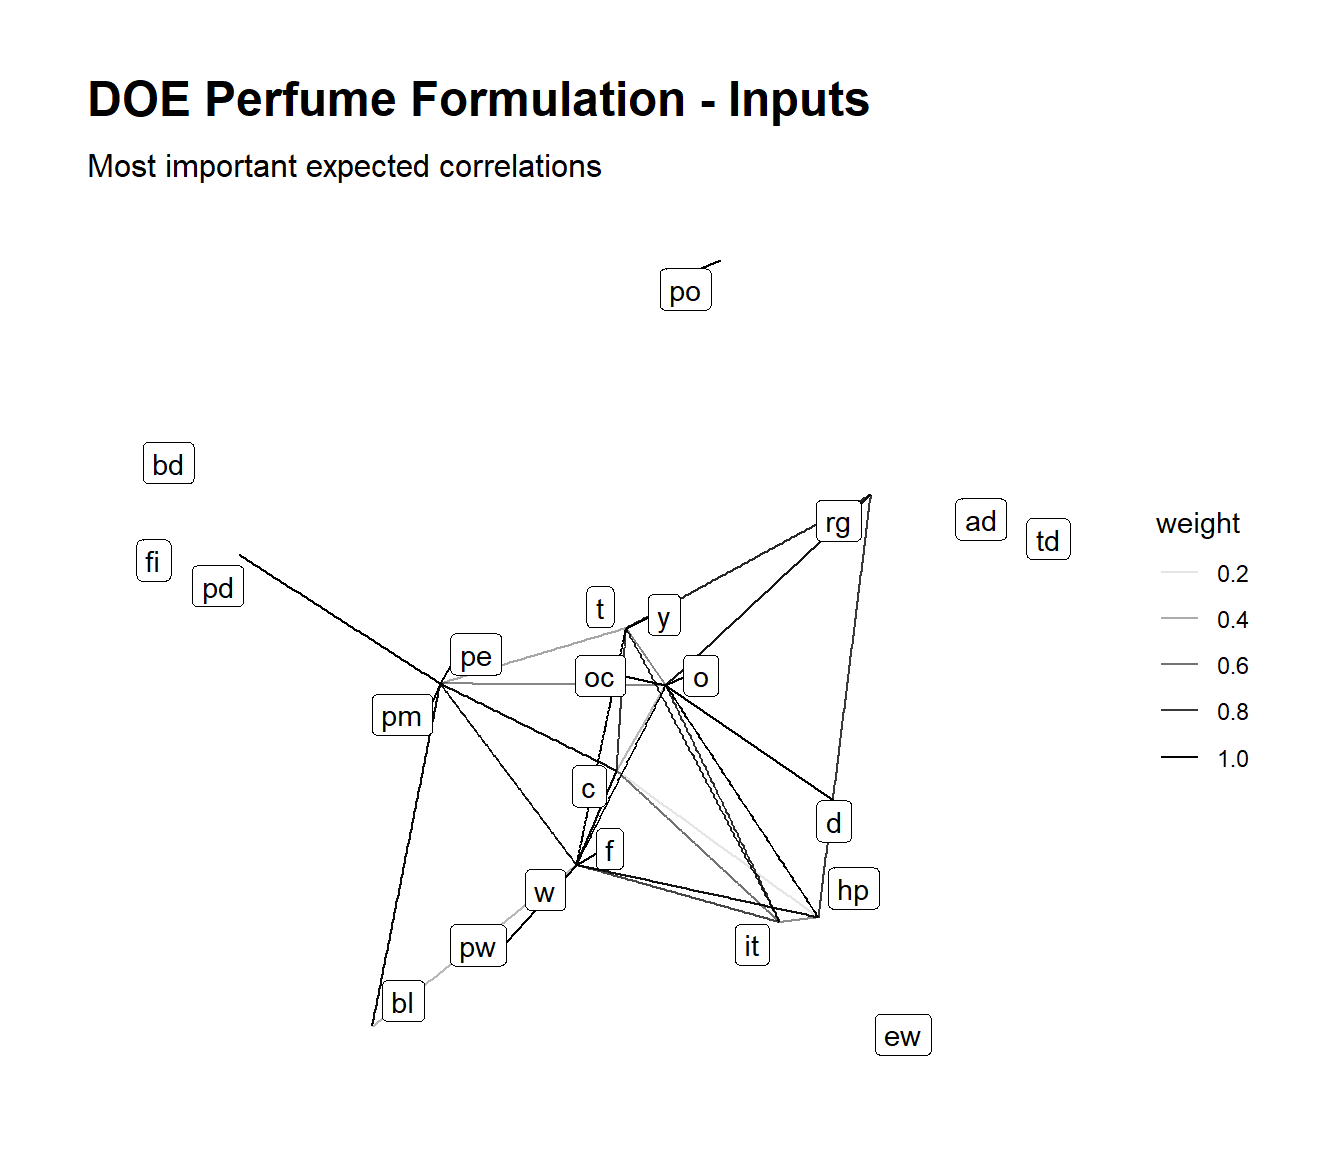 DOE Perfume Formulation - Inputs
Most important expected correlations
po
bd
rg
ad
td
weight
fi
pd
0.2
t
y
0.4
pe
oc
o
0.6
pm
0.8
c
1.0
d
f
w
hp
pw
it
bl
ew